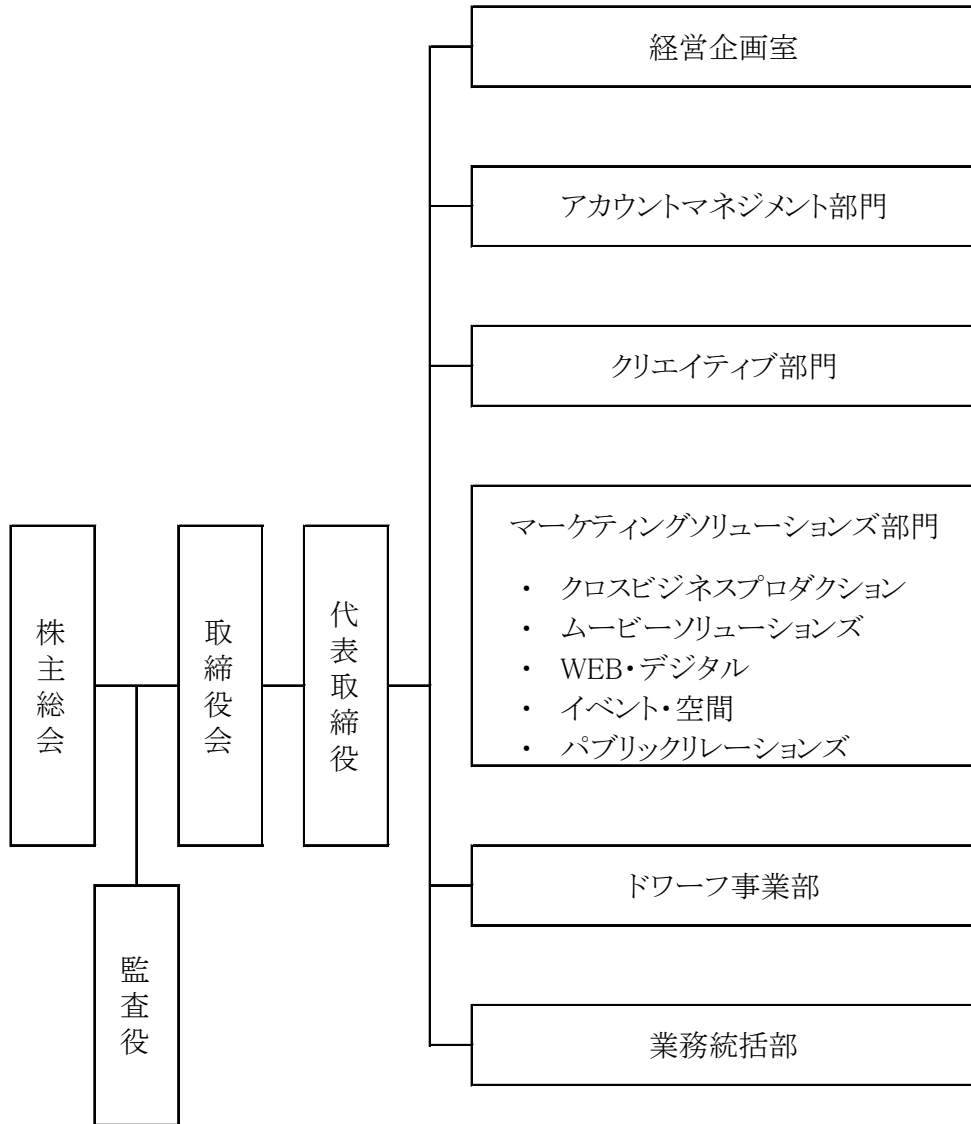 株主総会
監査役
取締役会
代表取締役
経営企画室
アカウントマネジメント部門
クリエイティブ部門
マーケティングソリューションズ部門
・ クロスビジネスプロダクション
・ ムービーソリューションズ
・ WEB・デジタル
・ イベント・空間
・ パブリックリレーションズ
ドワーフ事業部
業務統括部